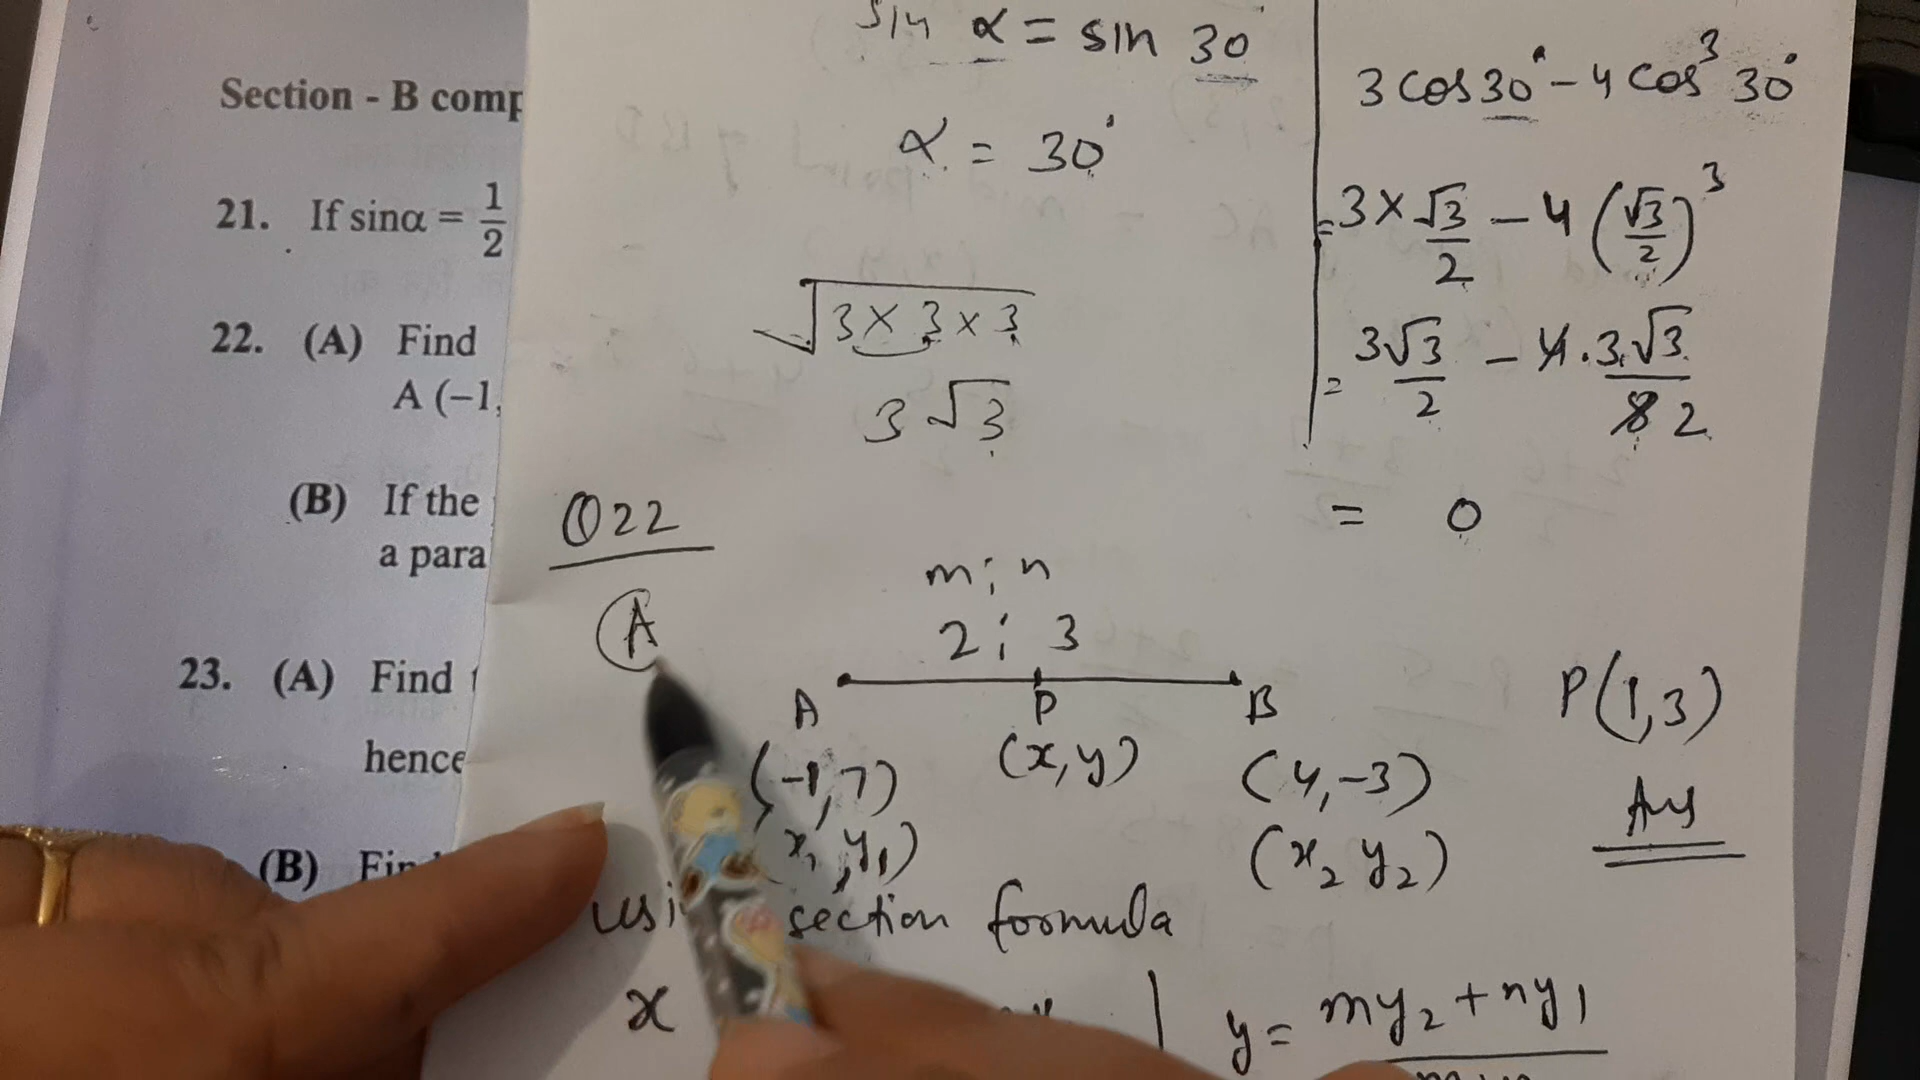 Section - B comp
21. If sinα = 1/2
22. (A) Find
A (−1,
(B) If the
a para
23. (A) Find
hence
(B) Fin
sin α = sin 30°
α = 30°
√3×3×3
3√3
3 cos 30° − 4 cos³ 30°
= 3 × √3/2 − 4 (√3/2)³
= 3√3/2 − 4.3√3/8 2
= 0
Q22
(A)
m : n
2 : 3
A P B
(−1,7) (x,y) (4,−3)
x₁,y₁) (x₂ y₂)
P(1,3)
Ans
section formula
x
y = my₂ + ny₁